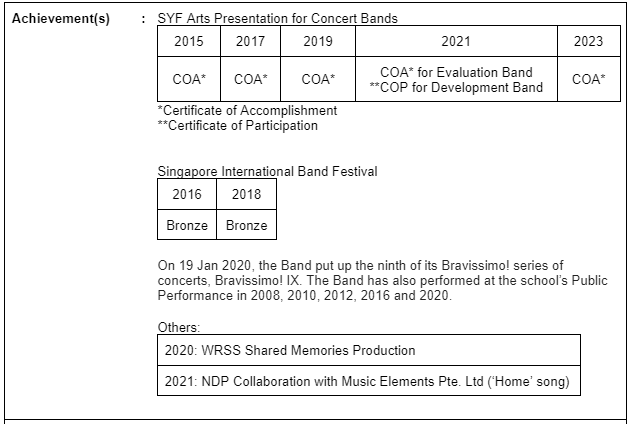 Achievement(s) : SYF Arts Presentation for Concert Bands
2015 2017 2019 2021 2023
COA* COA* COA* COA* for Evaluation Band
**COP for Development Band COA*
*Certificate of Accomplishment
**Certificate of Participation
Singapore International Band Festival
2016 2018
Bronze Bronze
On 19 Jan 2020, the Band put up the ninth of its Bravissimo! series of
concerts, Bravissimo! IX. The Band has also performed at the school's Public
Performance in 2008, 2010, 2012, 2016 and 2020.
Others:
2020: WRSS Shared Memories Production
2021: NDP Collaboration with Music Elements Pte. Ltd ('Home' song)